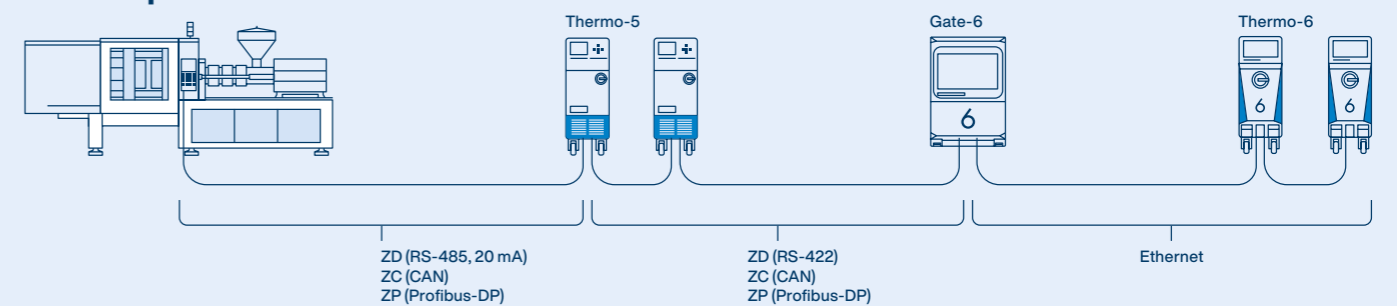 Thermo-5
Gate-6
Thermo-6
6
6
6
ZD (RS-485, 20 mA)
ZC (CAN)
ZP (Profibus-DP)
ZD (RS-422)
ZC (CAN)
ZP (Profibus-DP)
Ethernet